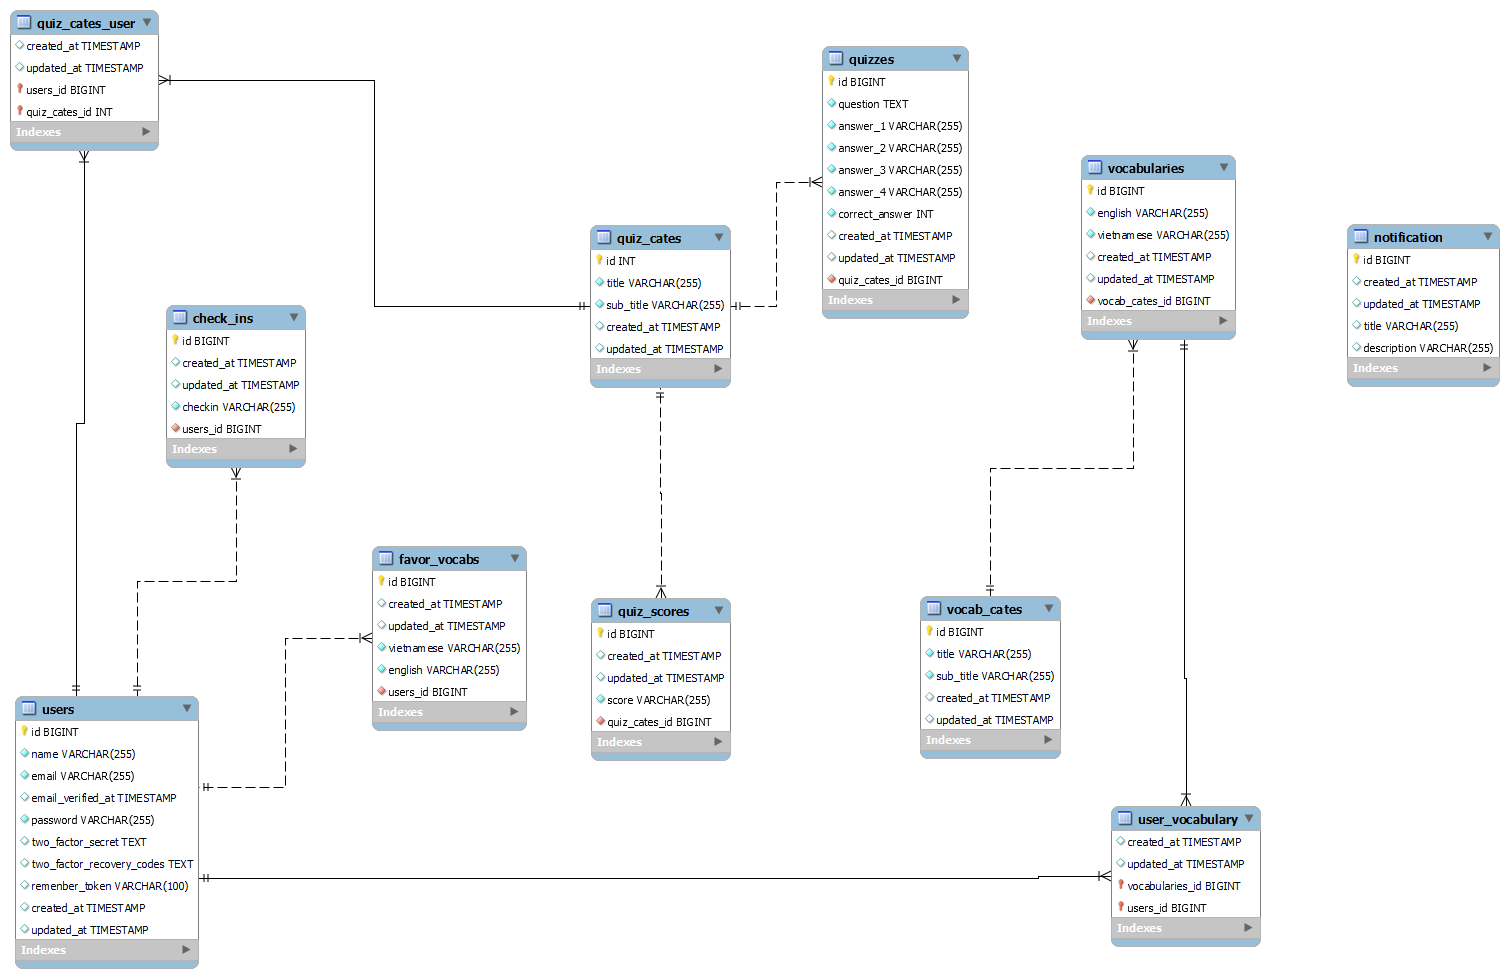 quiz_cates_user
created_at TIMESTAMP
updated_at TIMESTAMP
users_id BIGINT
quiz_cates_id INT
Indexes
quizzes
id BIGINT
question TEXT
answer_1 VARCHAR(255)
answer_2 VARCHAR(255)
answer_3 VARCHAR(255)
answer_4 VARCHAR(255)
correct_answer INT
created_at TIMESTAMP
updated_at TIMESTAMP
quiz_cates_id BIGINT
Indexes
vocabularies
id BIGINT
english VARCHAR(255)
vietnamese VARCHAR(255)
created_at TIMESTAMP
updated_at TIMESTAMP
vocab_cates_id BIGINT
Indexes
notification
id BIGINT
created_at TIMESTAMP
updated_at TIMESTAMP
title VARCHAR(255)
description VARCHAR(255)
Indexes
quiz_cates
id INT
title VARCHAR(255)
sub_title VARCHAR(255)
created_at TIMESTAMP
updated_at TIMESTAMP
Indexes
check_ins
id BIGINT
created_at TIMESTAMP
updated_at TIMESTAMP
checkin VARCHAR(255)
users_id BIGINT
Indexes
favor_vocabs
id BIGINT
created_at TIMESTAMP
updated_at TIMESTAMP
vietnamese VARCHAR(255)
english VARCHAR(255)
users_id BIGINT
Indexes
quiz_scores
id BIGINT
created_at TIMESTAMP
updated_at TIMESTAMP
score VARCHAR(255)
quiz_cates_id BIGINT
Indexes
vocab_cates
id BIGINT
title VARCHAR(255)
sub_title VARCHAR(255)
created_at TIMESTAMP
updated_at TIMESTAMP
Indexes
users
id BIGINT
name VARCHAR(255)
email VARCHAR(255)
email_verified_at TIMESTAMP
password VARCHAR(255)
two_factor_secret TEXT
two_factor_recovery_codes TEXT
remenber_token VARCHAR(100)
created_at TIMESTAMP
updated_at TIMESTAMP
Indexes
user_vocabulary
created_at TIMESTAMP
updated_at TIMESTAMP
vocabularies_id BIGINT
users_id BIGINT
Indexes